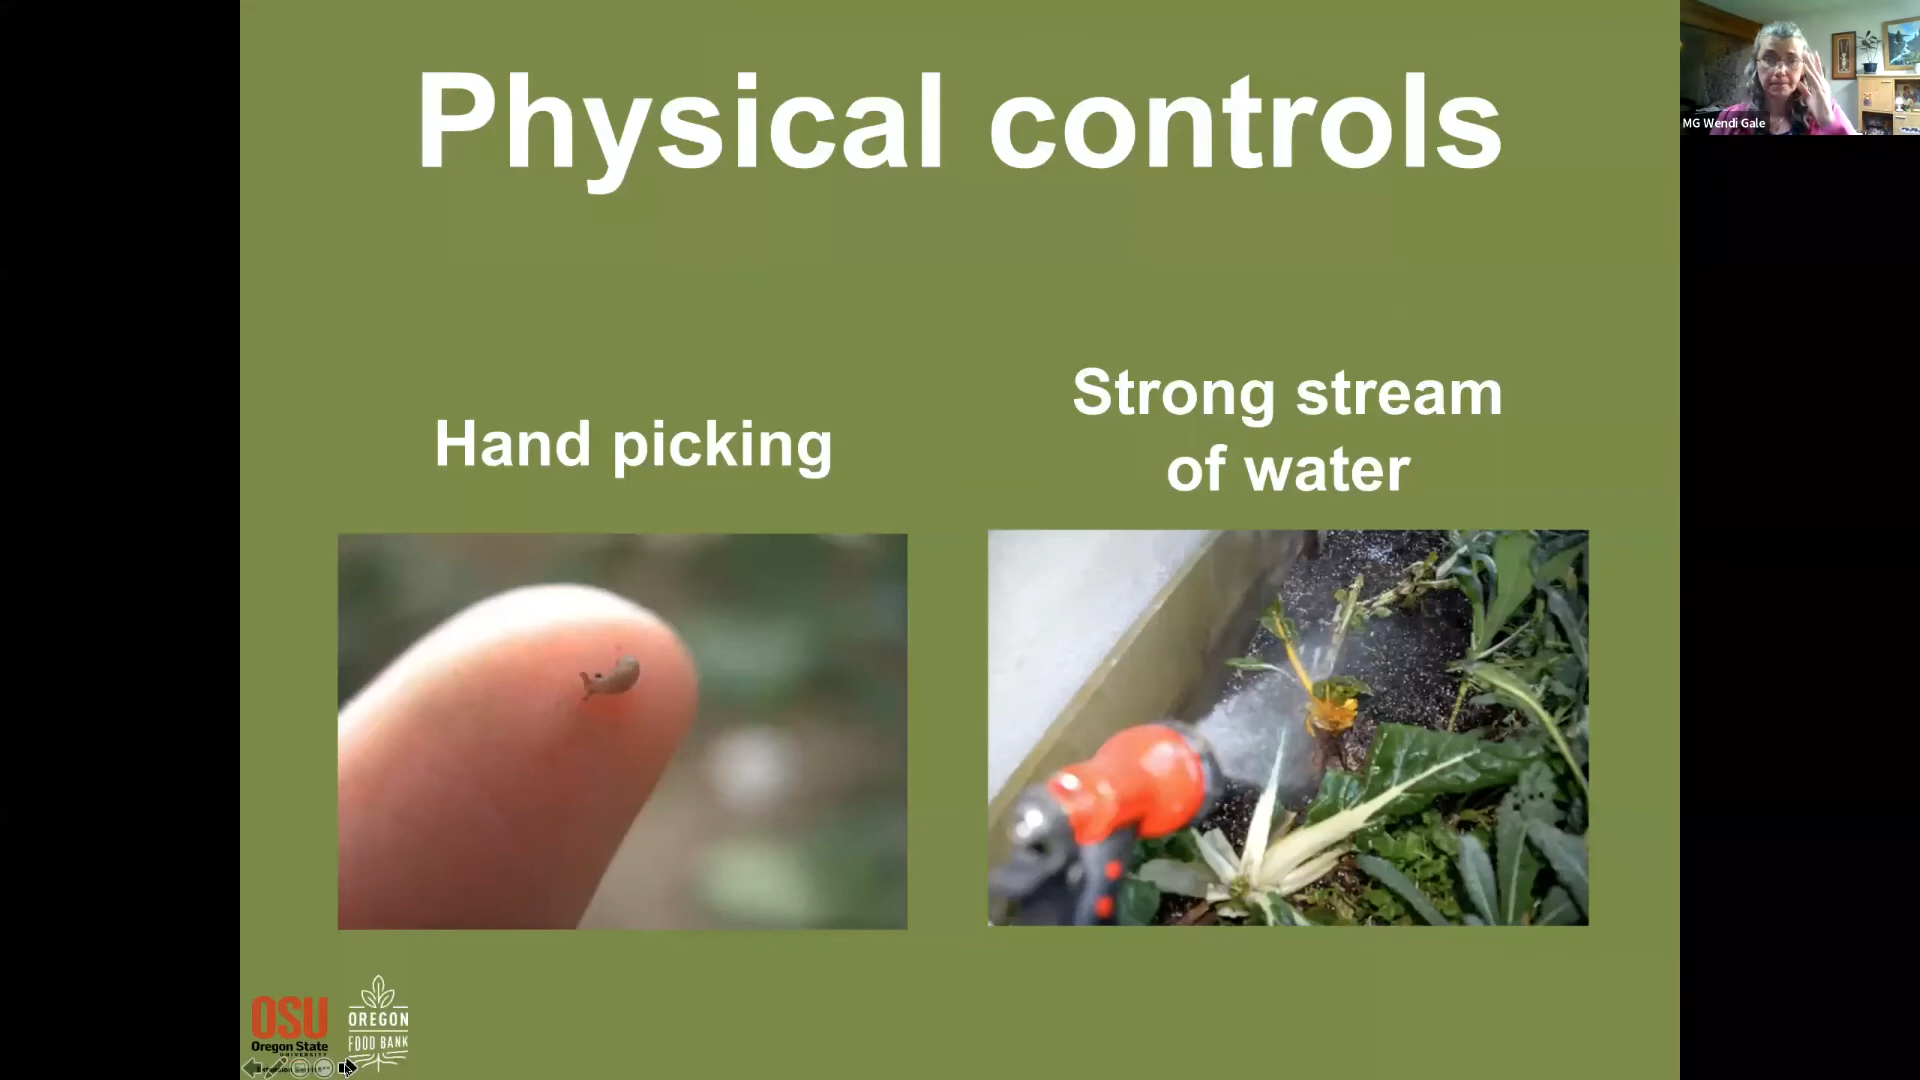 Physical controls
MG Wendi Gale
Hand picking
Strong stream
of water
OSU
Oregon State
UNIVERSITY
OREGON
FOOD BANK